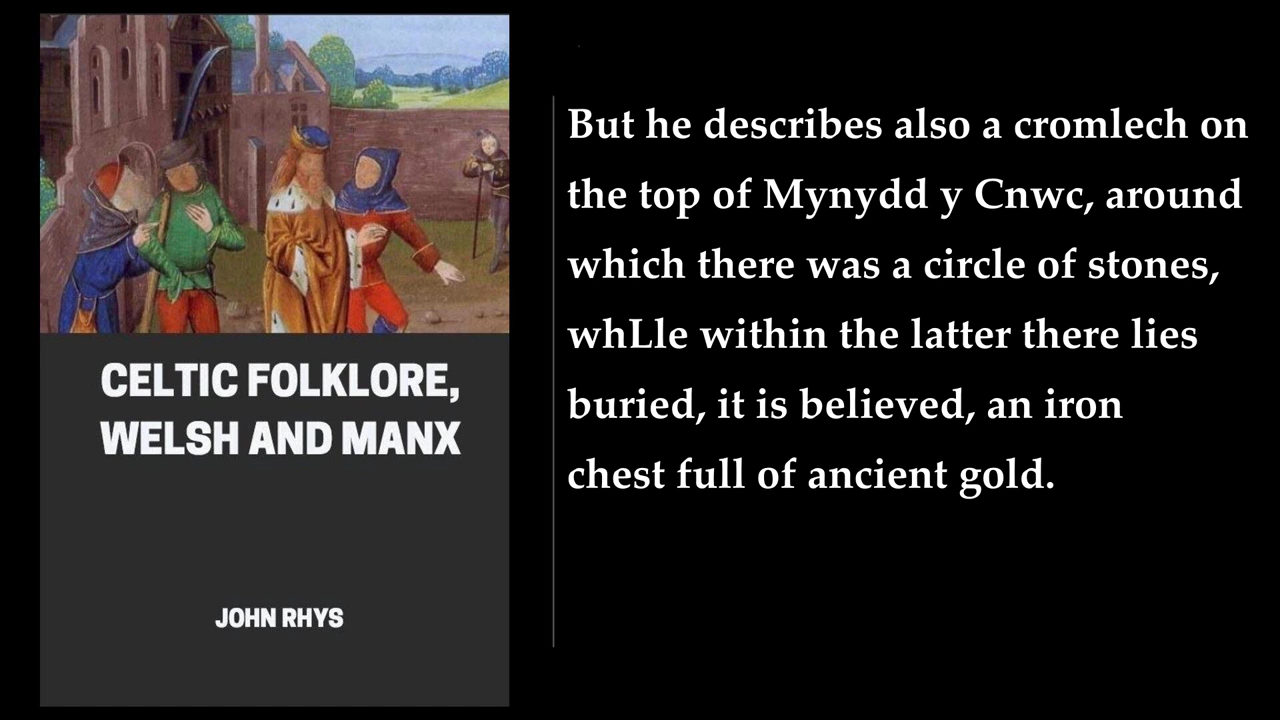 CELTIC FOLKLORE,
WELSH AND MANX
JOHN RHYS
But he describes also a cromlech on
the top of Mynydd y Cnwc, around
which there was a circle of stones,
whLle within the latter there lies
buried, it is believed, an iron
chest full of ancient gold.